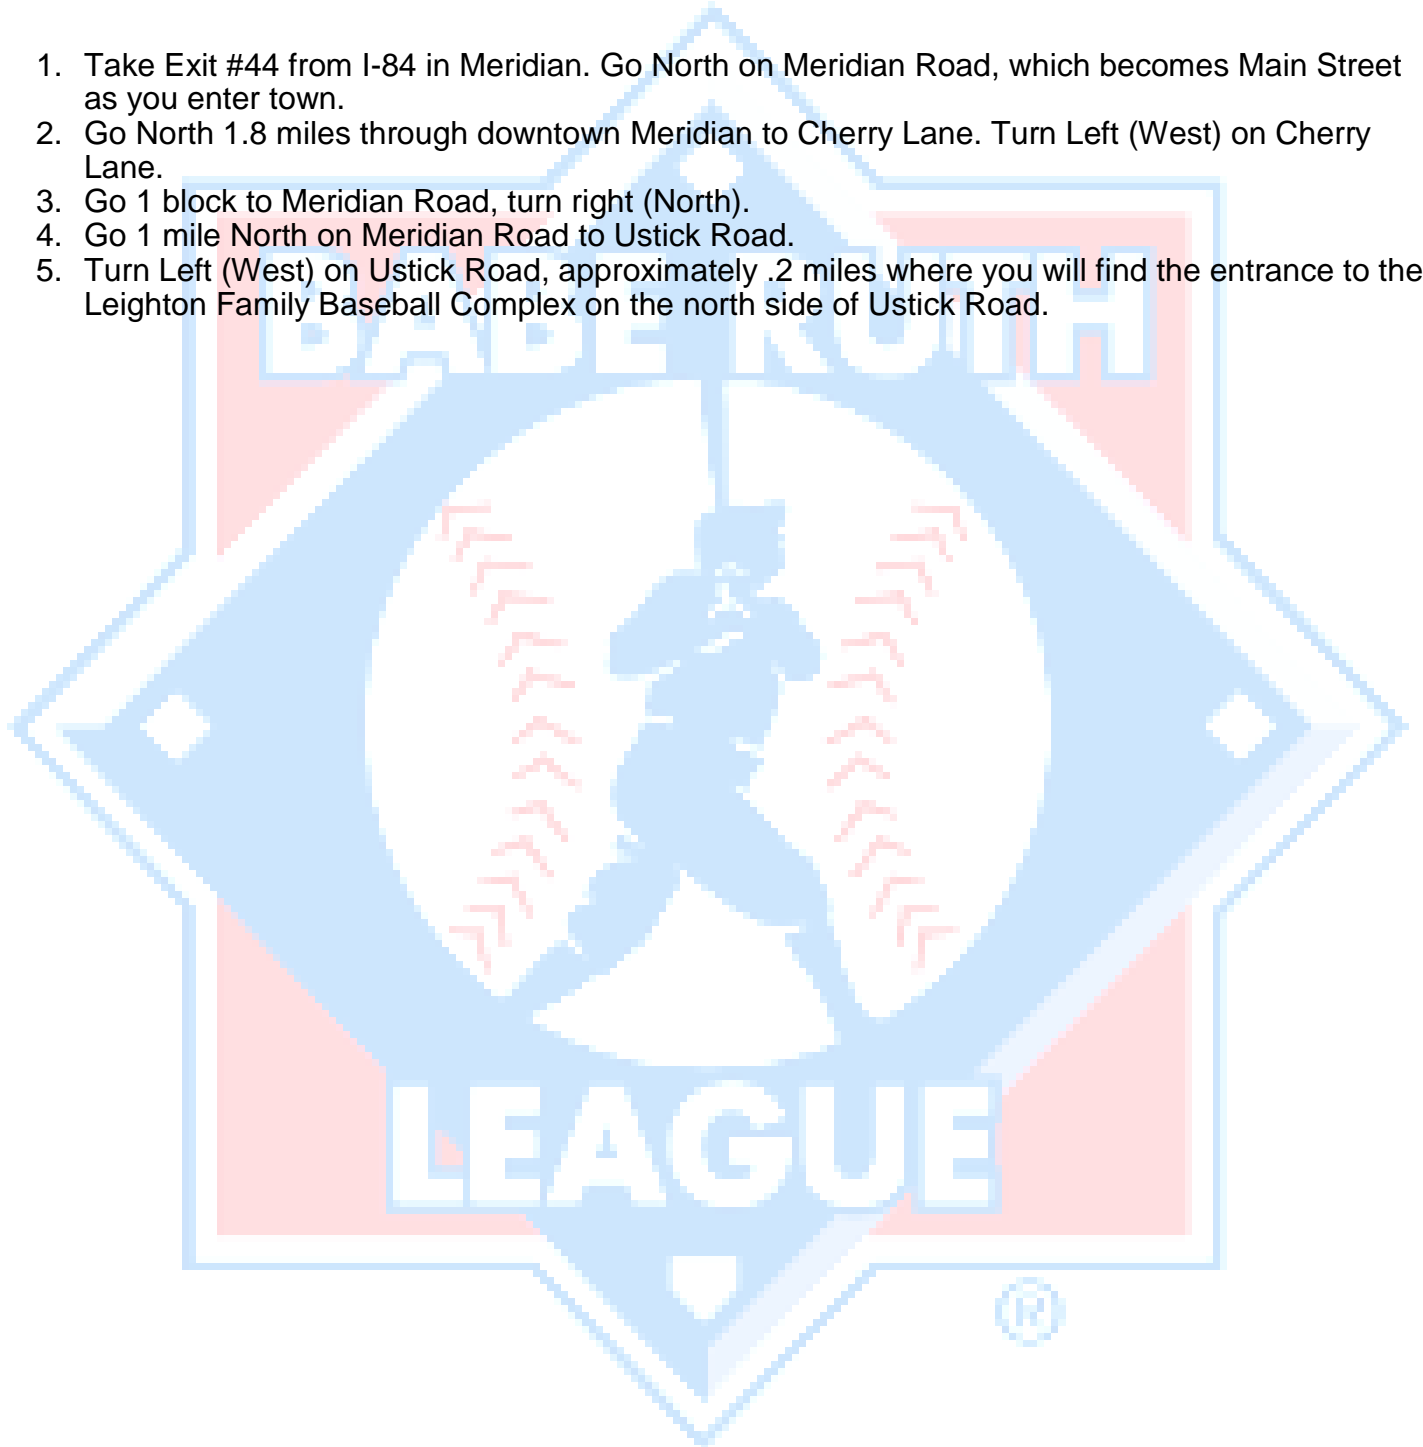 1. Take Exit #44 from I-84 in Meridian. Go North on Meridian Road, which becomes Main Street
as you enter town.
2. Go North 1.8 miles through downtown Meridian to Cherry Lane. Turn Left (West) on Cherry
Lane.
3. Go 1 block to Meridian Road, turn right (North).
4. Go 1 mile North on Meridian Road to Ustick Road.
5. Turn Left (West) on Ustick Road, approximately .2 miles where you will find the entrance to the
Leighton Family Baseball Complex on the north side of Ustick Road.
BABE RUTH
LEAGUE
®